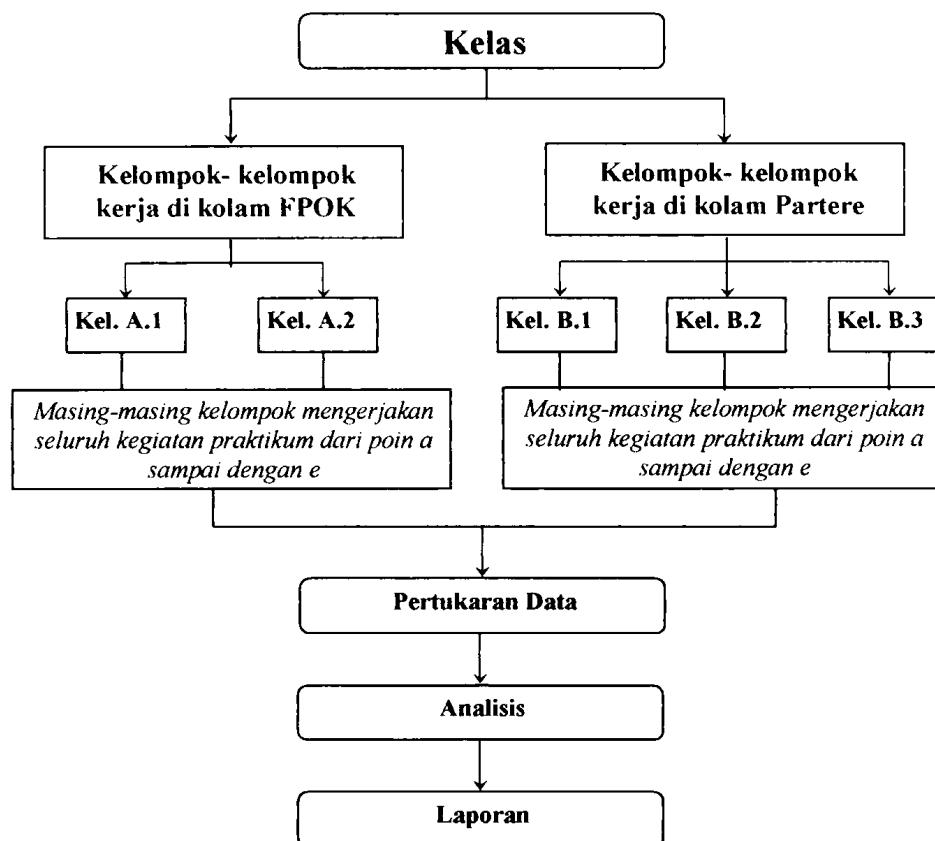 Kelas
Kelompok- kelompok
kerja di kolam FPOK
Kelompok- kelompok
kerja di kolam Partere
Kel. A.1
Kel. A.2
Kel. B.1
Kel. B.2
Kel. B.3
Masing-masing kelompok mengerjakan
seluruh kegiatan praktikum dari poin a
sampai dengan e
Masing-masing kelompok mengerjakan
seluruh kegiatan praktikum dari poin a
sampai dengan e
Pertukaran Data
Analisis
Laporan